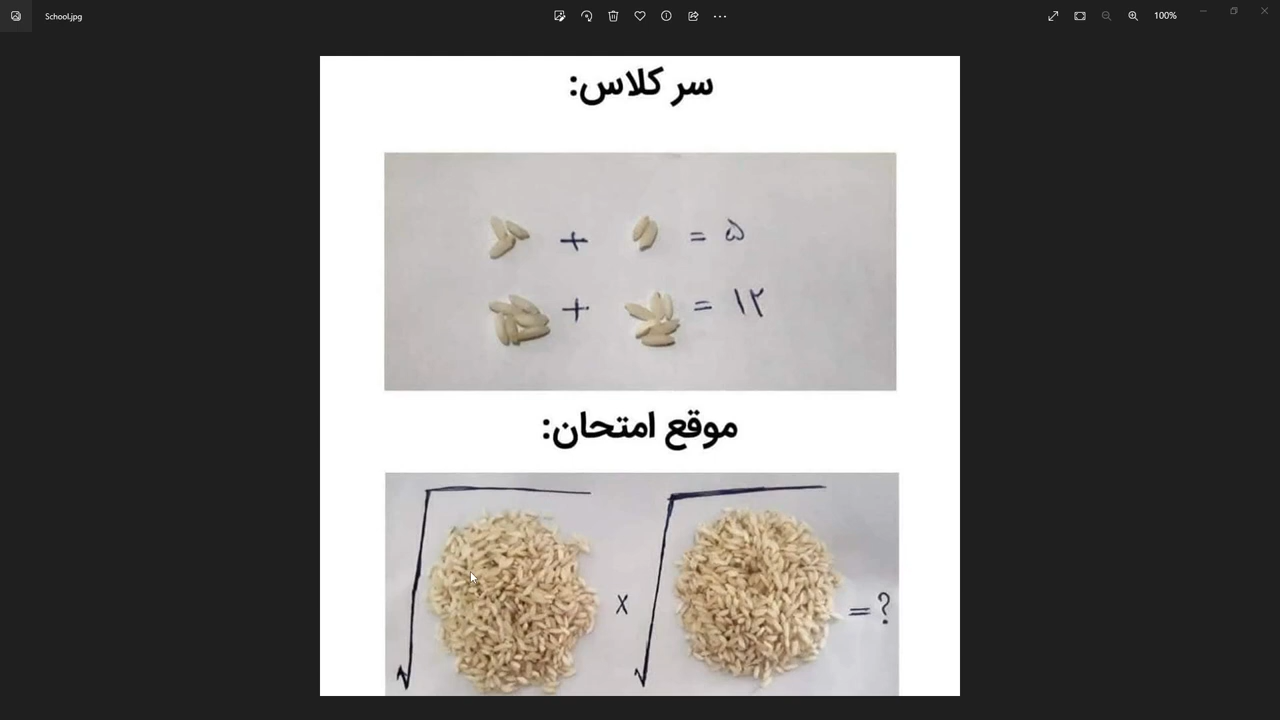 School.jpg
100%
سر کلاس:
+ = ۵
+ = ۱۲
موقع امتحان:
√ x √ = ?